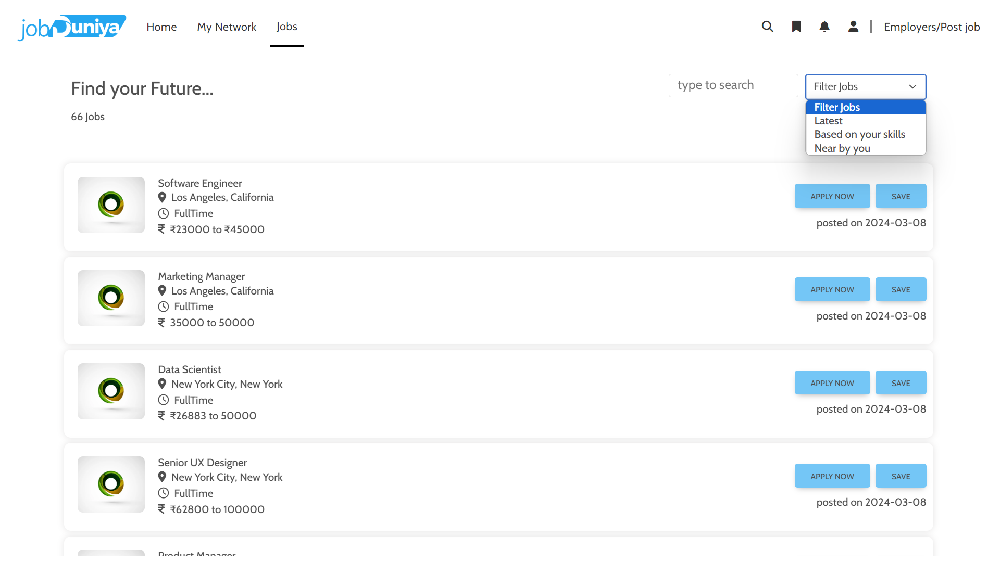 jobDuniya
Home
My Network
Jobs
Employers/Post job
Find your Future...
type to search
Filter Jobs
Filter Jobs
Latest
Based on your skills
Near by you
66 Jobs
Software Engineer
Los Angeles, California
FullTime
₹ ₹23000 to ₹45000
APPLY NOW
SAVE
posted on 2024-03-08
Marketing Manager
Los Angeles, California
FullTime
₹ 35000 to 50000
APPLY NOW
SAVE
posted on 2024-03-08
Data Scientist
New York City, New York
FullTime
₹ ₹26883 to 50000
APPLY NOW
SAVE
posted on 2024-03-08
Senior UX Designer
New York City, New York
FullTime
₹ ₹62800 to 100000
APPLY NOW
SAVE
posted on 2024-03-08
Product Manager